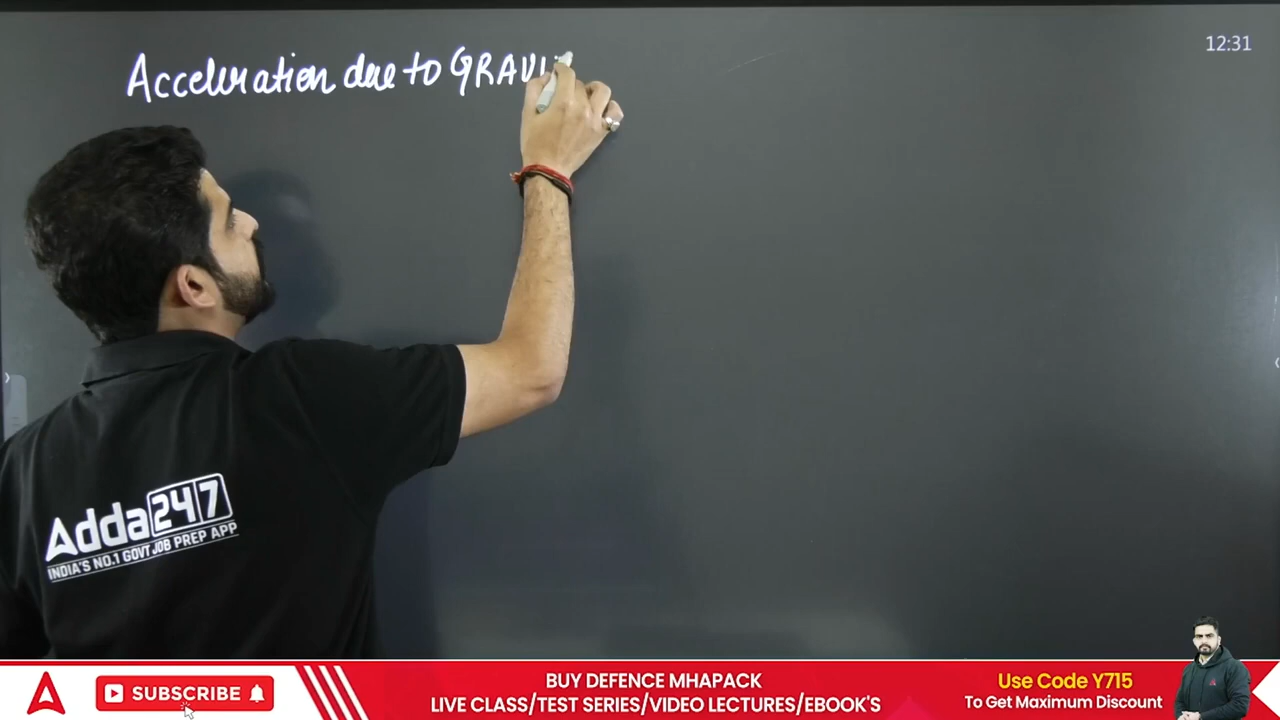 12:31
Acceleration due to GRAVI
Adda247
INDIA'S NO.1 GOVT JOB PREP APP
SUBSCRIBE
BUY DEFENCE MHAPACK
LIVE CLASS/TEST SERIES/VIDEO LECTURES/EBOOK'S
Use Code Y715
To Get Maximum Discount